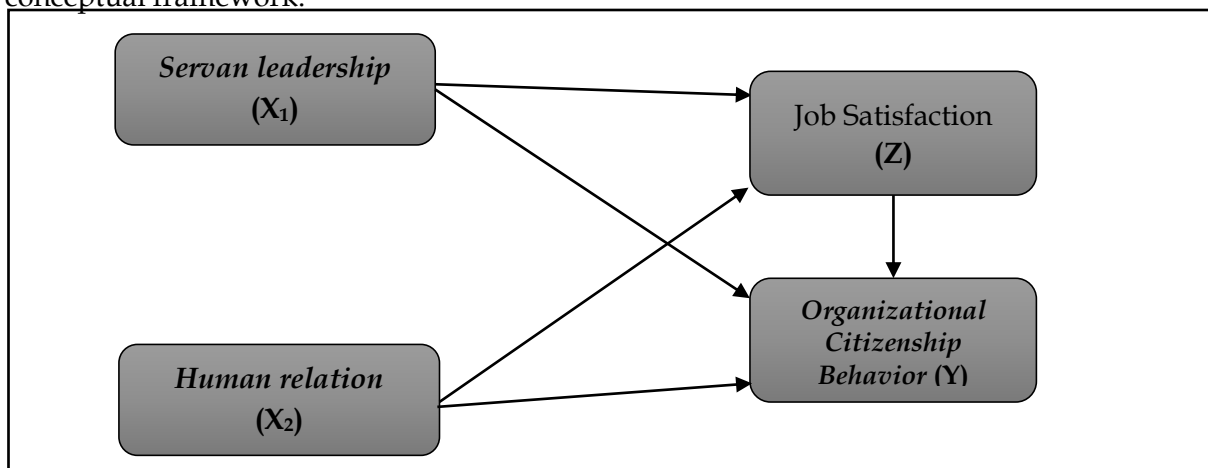 conceptual framework.
Servan leadership
(X₁)
Job Satisfaction
(Z)
Organizational
Citizenship
Behavior (Y)
Human relation
(X₂)